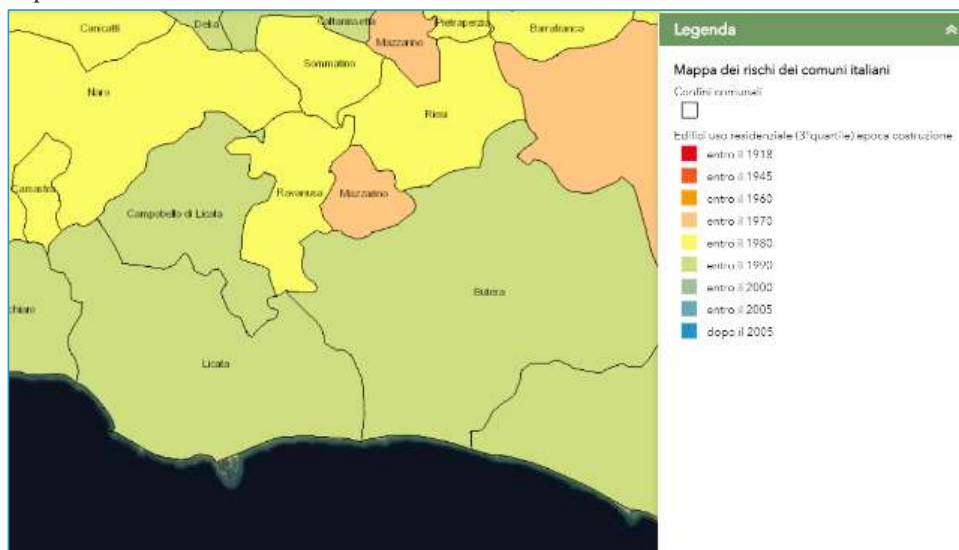 Canicattì
Delia
Caltanissetta
Pietraperzia
Barrafranca
Mazzarino
Sommatino
Naro
Riesi
Camastra
Ravanusa
Mazzarino
Campobello di Licata
Butera
chiaro
Licata
Legenda
Mappa dei rischi dei comuni italiani
Confini comunali
Edifici uso residenziale (3°quartile) epoca costruzione
entro il 1918
entro il 1945
entro il 1960
entro il 1970
entro il 1980
entro il 1990
entro il 2000
entro il 2005
dopo il 2005